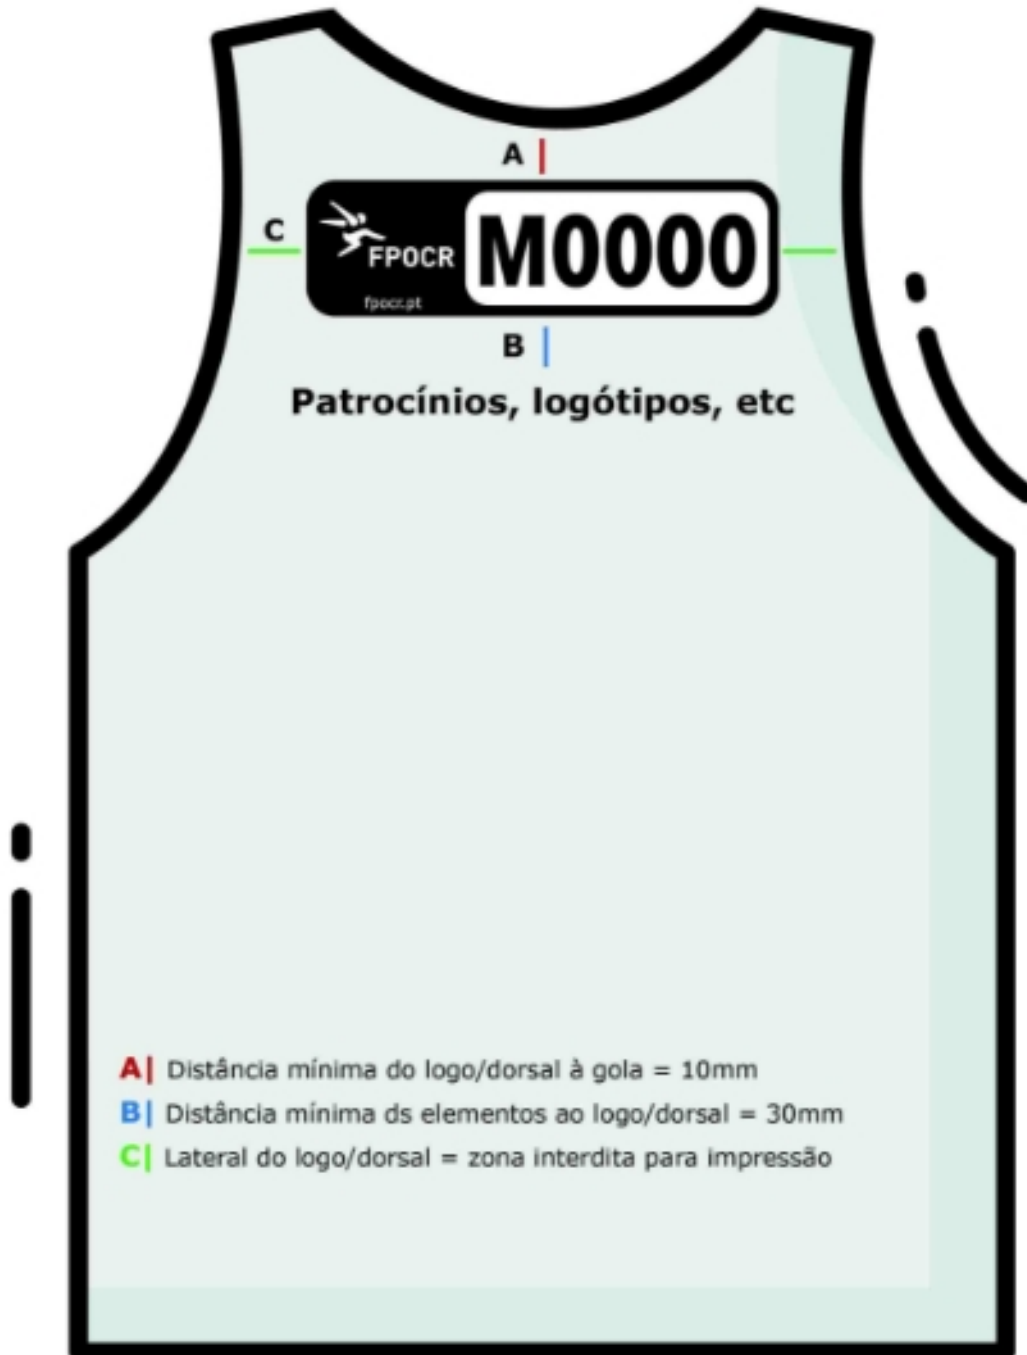 A
C
FPOCR
M0000
fpocr.pt
B
Patrocínios, logótipos, etc
A| Distância mínima do logo/dorsal à gola = 10mm
B| Distância mínima ds elementos ao logo/dorsal = 30mm
C| Lateral do logo/dorsal = zona interdita para impressão